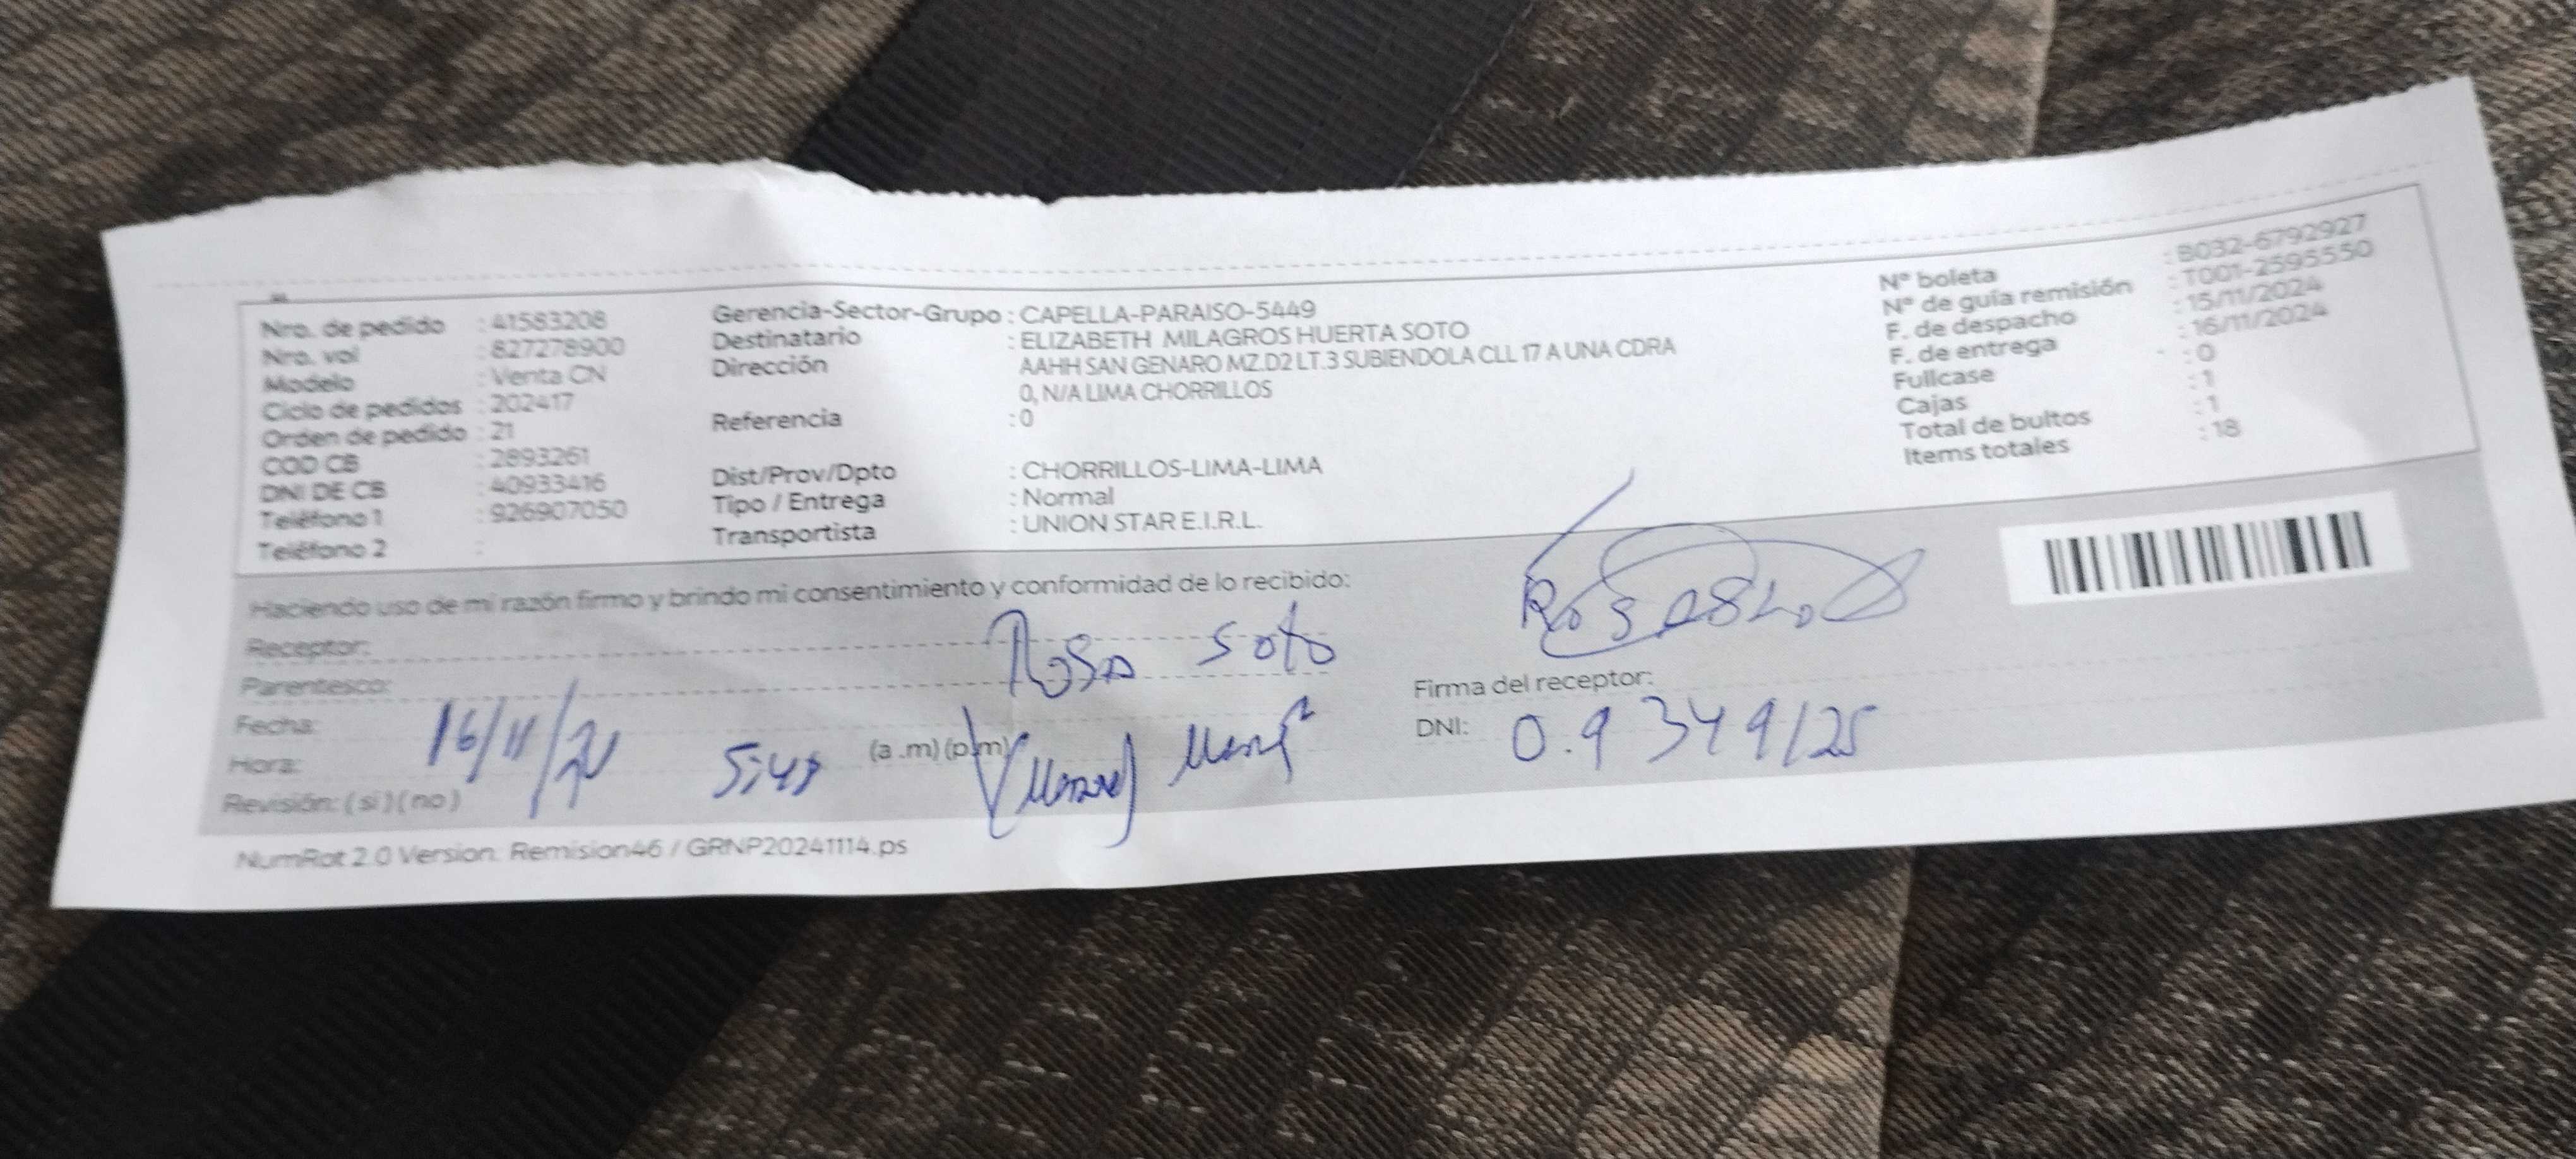 Nro. de pedido : 41583208
Nro. vol : 827278900
Modelo : Venta CN
Ciclo de pedidos : 202417
Orden de pedido : 21
COD CB : 2893261
DNI DE CB : 40933416
Teléfono 1 : 926907050
Teléfono 2 :
Gerencia-Sector-Grupo : CAPELLA-PARAISO-5449
Destinatario : ELIZABETH MILAGROS HUERTA SOTO
Dirección AAHH SAN GENARO MZ.D2 LT.3 SUBIENDOLA CLL 17 A UNA CDRA
0, N/A LIMA CHORRILLOS
Referencia : 0
Dist/Prov/Dpto : CHORRILLOS-LIMA-LIMA
Tipo / Entrega : Normal
Transportista : UNION STAR E.I.R.L.
Nº boleta : B032-6792927
Nº de guía remisión : T001-2595550
F. de despacho : 15/11/2024
F. de entrega : 16/11/2024
Fullcase : 0
Cajas : 1
Total de bultos : 1
Items totales : 18
Haciendo uso de mi razón firmo y brindo mi consentimiento y conformidad de lo recibido:
Receptor: Rosa Soto
Parentesco:
Fecha: 16/11/
Hora: (a .m) (p.m)
Revisión: ( si ) ( no )
Firma del receptor:
DNI: 0.9349125
NumRot 2.0 Version. Remision46 / GRNP20241114.ps